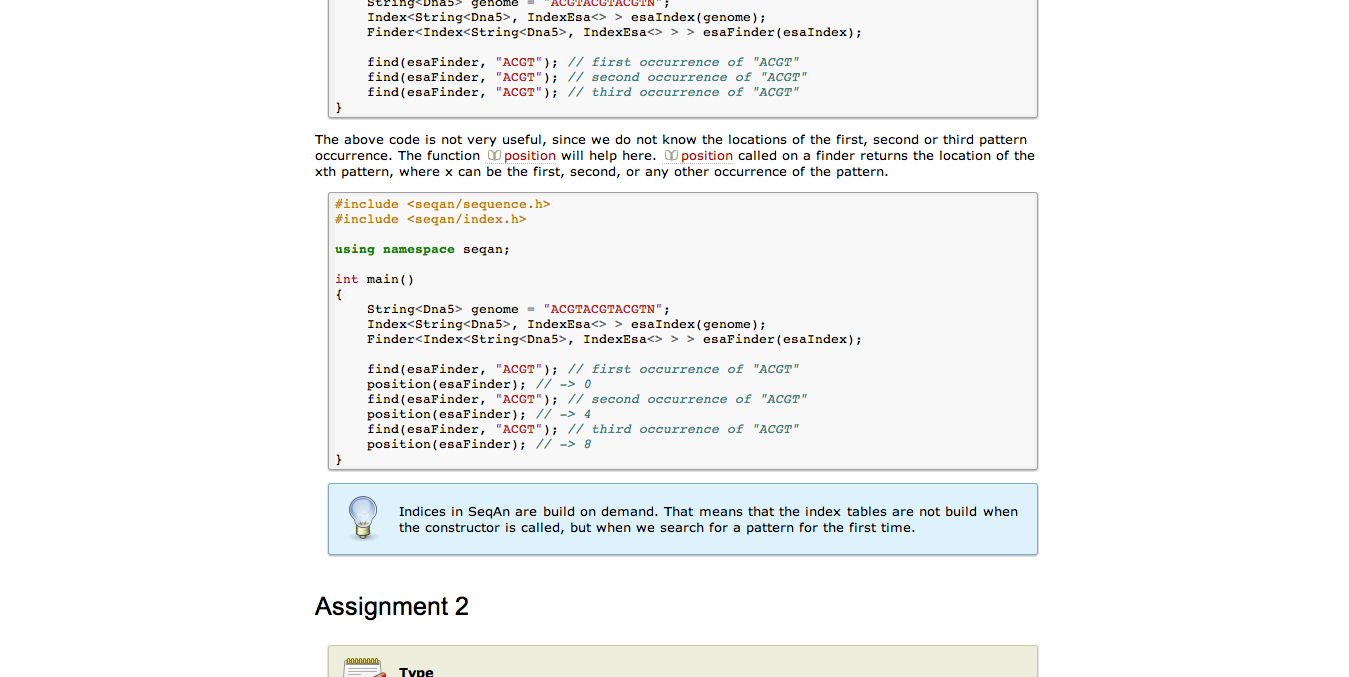 String<Dna5> genome = "ACGTACGTACGTN";
Index<String<Dna5>, IndexEsa<> > esaIndex(genome);
Finder<Index<String<Dna5>, IndexEsa<> > > esaFinder(esaIndex);
find(esaFinder, "ACGT"); // first occurrence of "ACGT"
find(esaFinder, "ACGT"); // second occurrence of "ACGT"
find(esaFinder, "ACGT"); // third occurrence of "ACGT"
}
The above code is not very useful, since we do not know the locations of the first, second or third pattern
occurrence. The function position will help here. position called on a finder returns the location of the
xth pattern, where x can be the first, second, or any other occurrence of the pattern.
#include <seqan/sequence.h>
#include <seqan/index.h>
using namespace seqan;
int main()
{
String<Dna5> genome = "ACGTACGTACGTN";
Index<String<Dna5>, IndexEsa<> > esaIndex(genome);
Finder<Index<String<Dna5>, IndexEsa<> > > esaFinder(esaIndex);
find(esaFinder, "ACGT"); // first occurrence of "ACGT"
position(esaFinder); // -> 0
find(esaFinder, "ACGT"); // second occurrence of "ACGT"
position(esaFinder); // -> 4
find(esaFinder, "ACGT"); // third occurrence of "ACGT"
position(esaFinder); // -> 8
}
Indices in SeqAn are build on demand. That means that the index tables are not build when
the constructor is called, but when we search for a pattern for the first time.
Assignment 2
Type